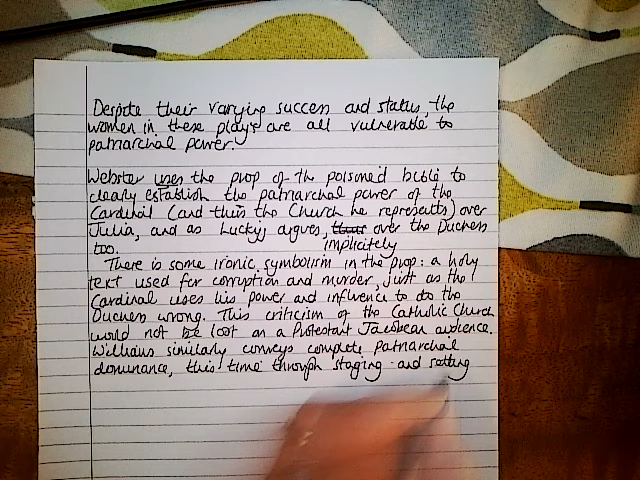 Despite their varying success and status, the
women in these plays are all vulnerable to
patriarchal power.
Webster uses the prop of the poisoned bible to
clearly establish the patriarchal power of the
Cardinal (and thus the Church he represents) over
Julia, and as Luckyj argues, over the Duchess
implicitely
too.
There is some ironic symbolism in the prop: a holy
text used for corruption and murder, just as the
Cardinal uses his power and influence to do the
Duchess wrong. This criticism of the Catholic Church
would not be lost on a Protestant Jacobean audience.
Williams similarly conveys complete patriarchal
dominance, this time through staging and setting